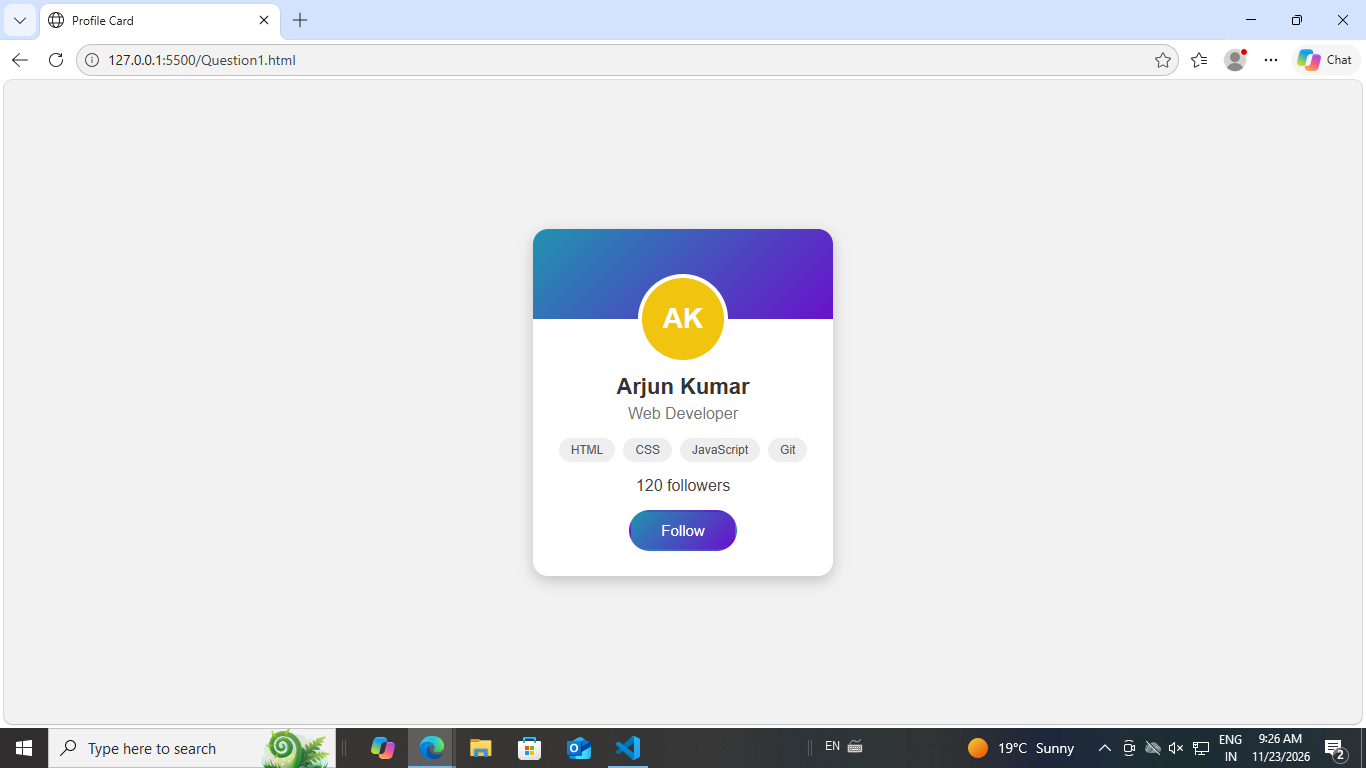 Profile Card
127.0.0.1:5500/Question1.html
Chat
AK
Arjun Kumar
Web Developer
HTML CSS JavaScript Git
120 followers
Follow
Type here to search
EN
19°C Sunny
ENG
IN
9:26 AM
11/23/2026
2